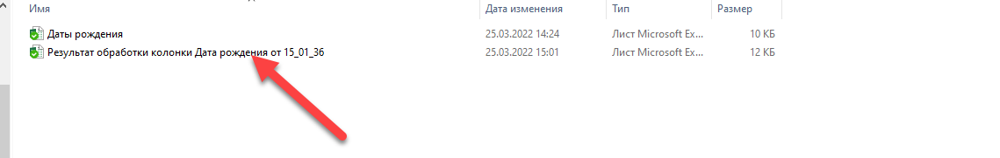 Имя Дата изменения Тип Размер
Даты рождения 25.03.2022 14:24 Лист Microsoft Ex... 10 КБ
Результат обработки колонки Дата рождения от 15_01_36 25.03.2022 15:01 Лист Microsoft Ex... 12 КБ